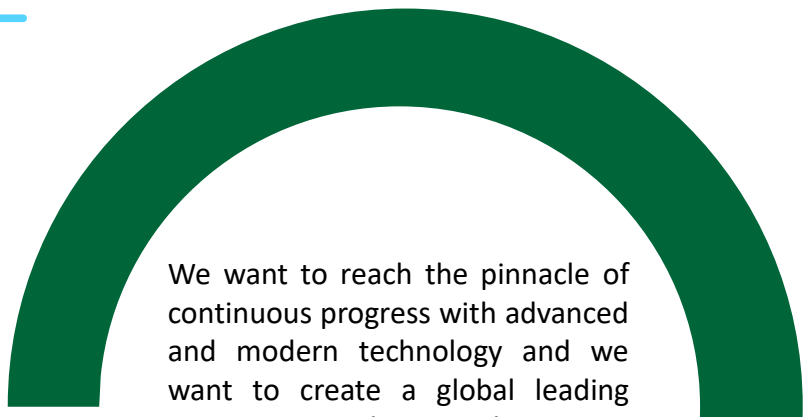 We want to reach the pinnacle of
continuous progress with advanced
and modern technology and we
want to create a global leading